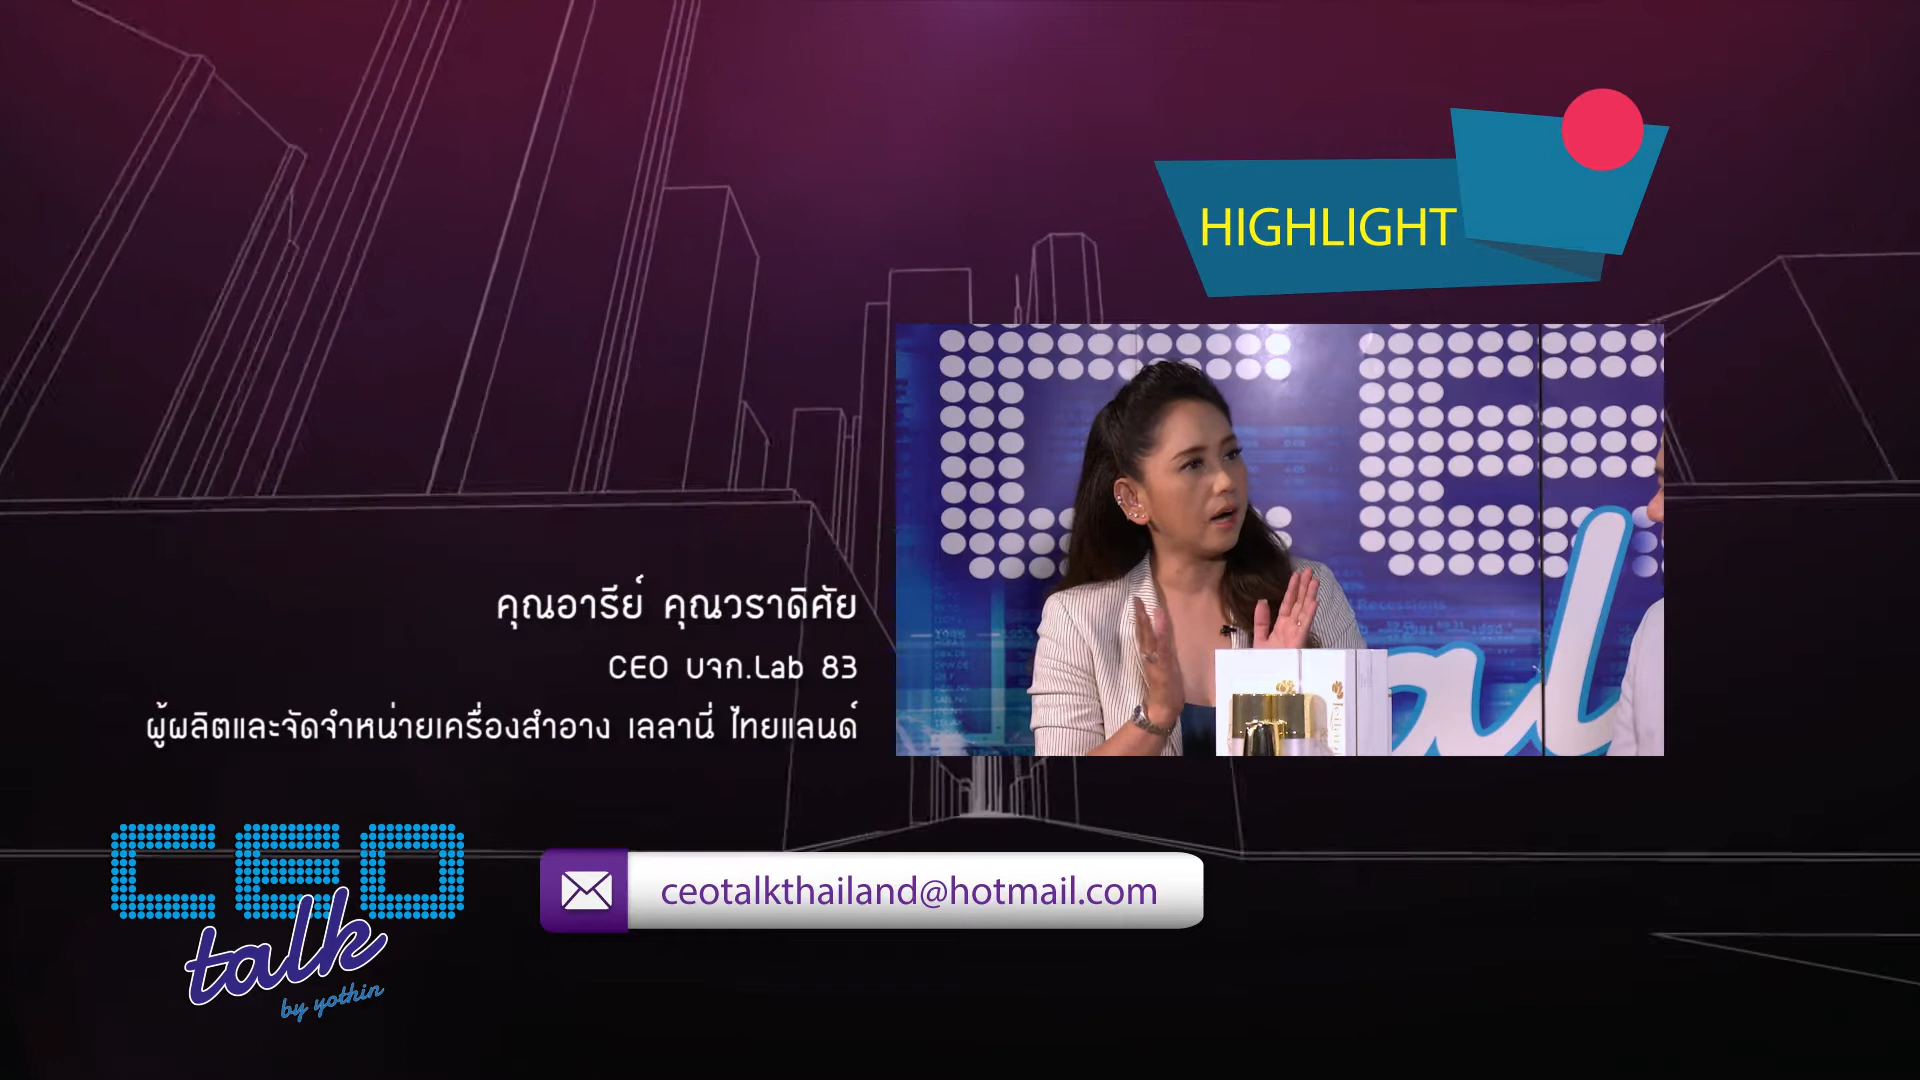 HIGHLIGHT
คุณอารีย์ คุณวราดิศัย
CEO บจก.Lab 83
ผู้ผลิตและจัดจำหน่ายเครื่องสำอาง เลลานี่ ไทยแลนด์
CEO
talk
by yothin
ceotalkthailand@hotmail.com